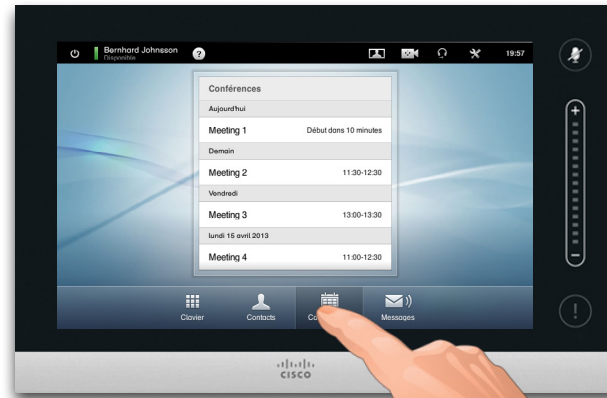 Bernhard Johnsson
Disponible
?
19:57
Conférences
Aujourd'hui
Meeting 1 Début dans 10 minutes
Demain
Meeting 2 11:30-12:30
Vendredi
Meeting 3 13:00-13:30
lundi 15 avril 2013
Meeting 4 11:00-12:30
Clavier Contacts Messages
+
-
!
CISCO